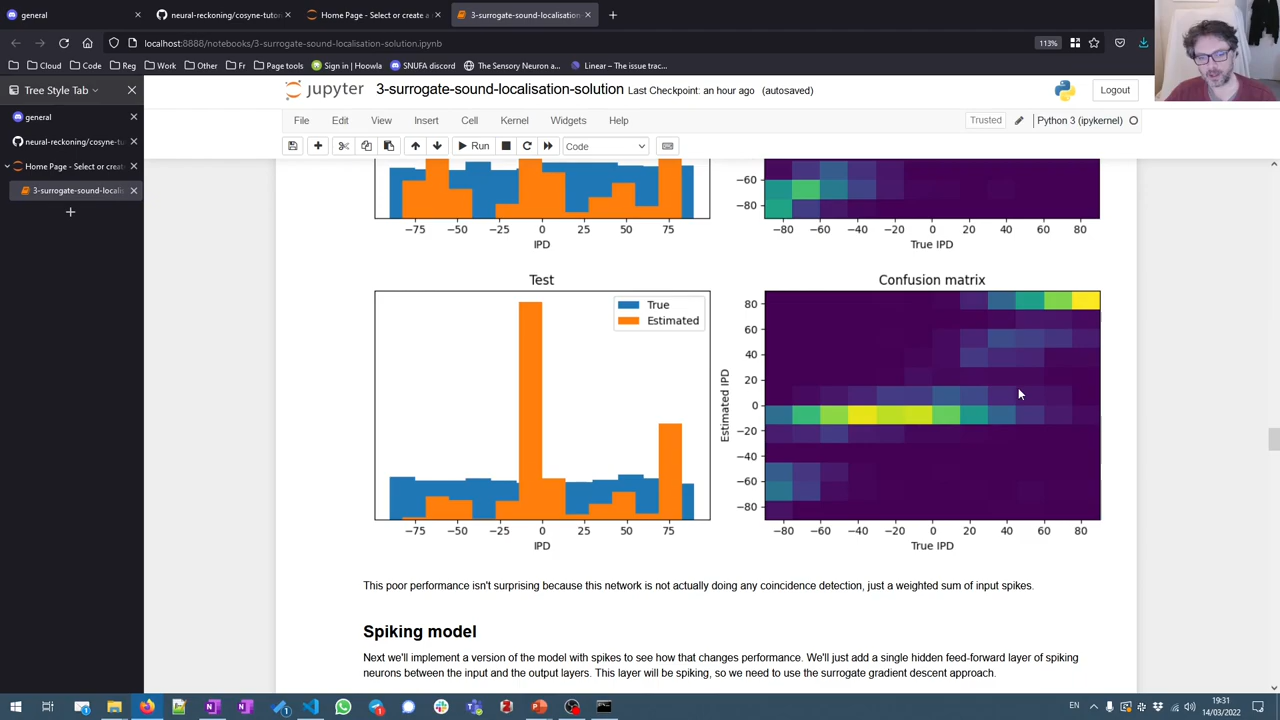 general
neural-reckoning/cosyne-tutor
Home Page - Select or create a
3-surrogate-sound-localisation
localhost:8888/notebooks/3-surrogate-sound-localisation-solution.ipynb
113%
Cloud
Code
Reg
Work
Other
Fr
Page tools
Sign in | Hoowla
SNUFA discord
The Sensory Neuron a...
Linear – The issue trac...
Tree Style Tab
general
neural-reckoning/cosyne-tu
Home Page - Select or creat
3-surrogate-sound-localis
jupyter
3-surrogate-sound-localisation-solution
Last Checkpoint: an hour ago
(autosaved)
Logout
File
Edit
View
Insert
Cell
Kernel
Widgets
Help
Trusted
Python 3 (ipykernel)
Run
Code
−75 −50 −25 0 25 50 75
IPD
−60
−80
−80 −60 −40 −20 0 20 40 60 80
True IPD
Test
True
Estimated
−75 −50 −25 0 25 50 75
IPD
Confusion matrix
Estimated IPD
80
60
40
20
0
−20
−40
−60
−80
−80 −60 −40 −20 0 20 40 60 80
True IPD
This poor performance isn't surprising because this network is not actually doing any coincidence detection, just a weighted sum of input spikes.
Spiking model
Next we'll implement a version of the model with spikes to see how that changes performance. We'll just add a single hidden feed-forward layer of spiking
neurons between the input and the output layers. This layer will be spiking, so we need to use the surrogate gradient descent approach.
19:31
14/03/2022